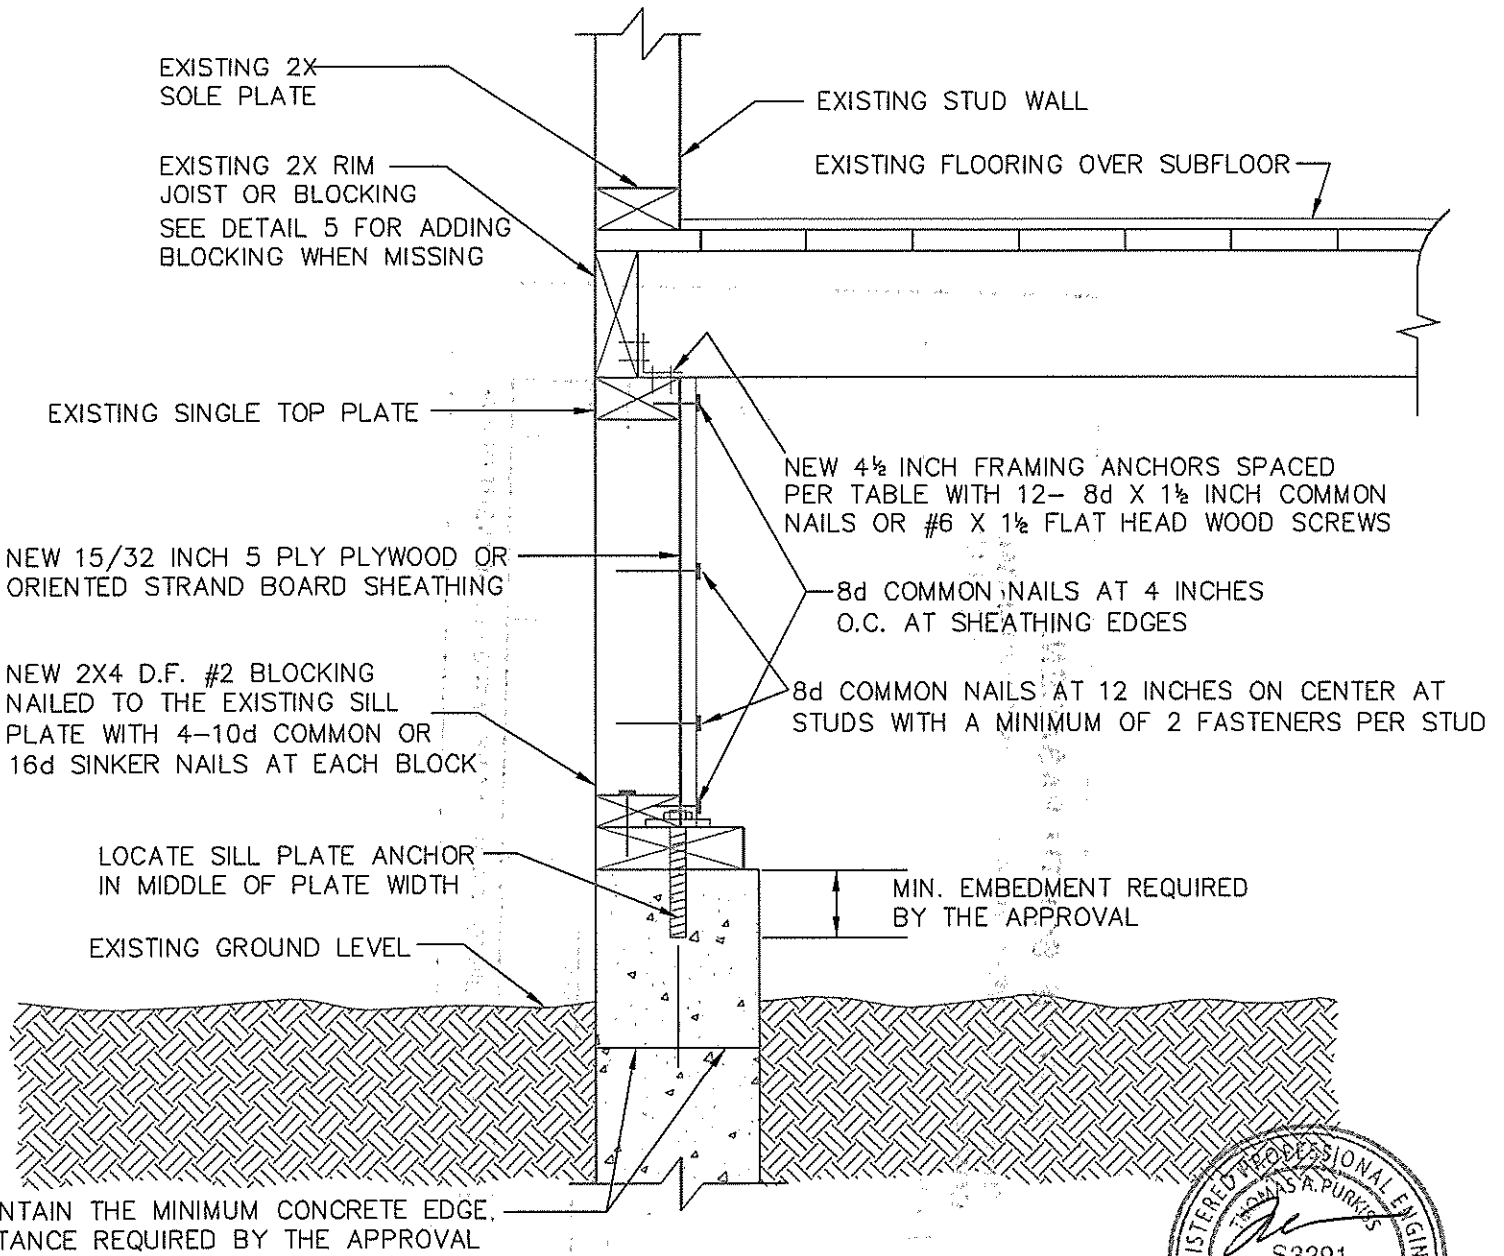 EXISTING 2X
SOLE PLATE
EXISTING STUD WALL
EXISTING 2X RIM
JOIST OR BLOCKING
SEE DETAIL 5 FOR ADDING
BLOCKING WHEN MISSING
EXISTING FLOORING OVER SUBFLOOR
EXISTING SINGLE TOP PLATE
NEW 4½ INCH FRAMING ANCHORS SPACED
PER TABLE WITH 12– 8d X 1½ INCH COMMON
NAILS OR #6 X 1½ FLAT HEAD WOOD SCREWS
NEW 15/32 INCH 5 PLY PLYWOOD OR
ORIENTED STRAND BOARD SHEATHING
8d COMMON NAILS AT 4 INCHES
O.C. AT SHEATHING EDGES
NEW 2X4 D.F. #2 BLOCKING
NAILED TO THE EXISTING SILL
PLATE WITH 4–10d COMMON OR
16d SINKER NAILS AT EACH BLOCK
8d COMMON NAILS AT 12 INCHES ON CENTER AT
STUDS WITH A MINIMUM OF 2 FASTENERS PER STUD
LOCATE SILL PLATE ANCHOR
IN MIDDLE OF PLATE WIDTH
MIN. EMBEDMENT REQUIRED
BY THE APPROVAL
EXISTING GROUND LEVEL
NTAIN THE MINIMUM CONCRETE EDGE
TANCE REQUIRED BY THE APPROVAL
ISTERED PROFESSIONAL ENGIN
THOMAS A. PURKISS
S3291